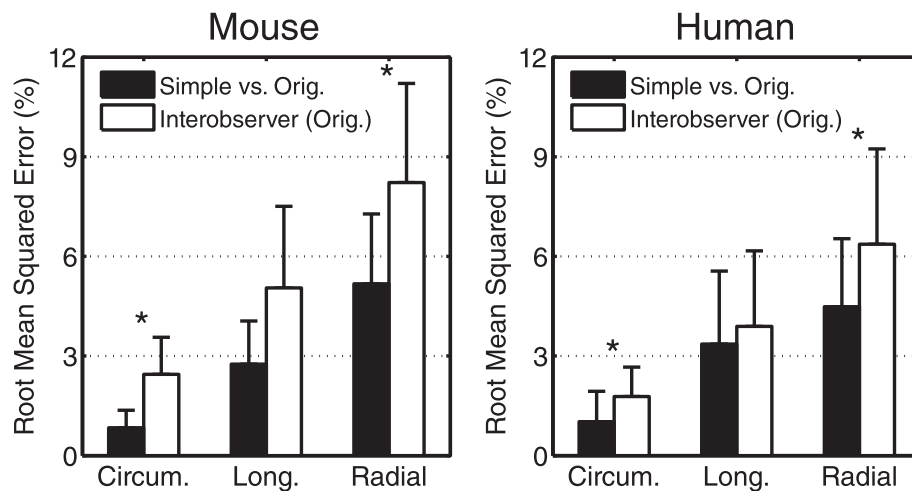 Mouse
Root Mean Squared Error (%)
12
9
6
3
0
*
*
Simple vs. Orig.
Interobserver (Orig.)
Circum.
Long.
Radial
Human
Root Mean Squared Error (%)
12
9
6
3
0
*
*
Simple vs. Orig.
Interobserver (Orig.)
Circum.
Long.
Radial